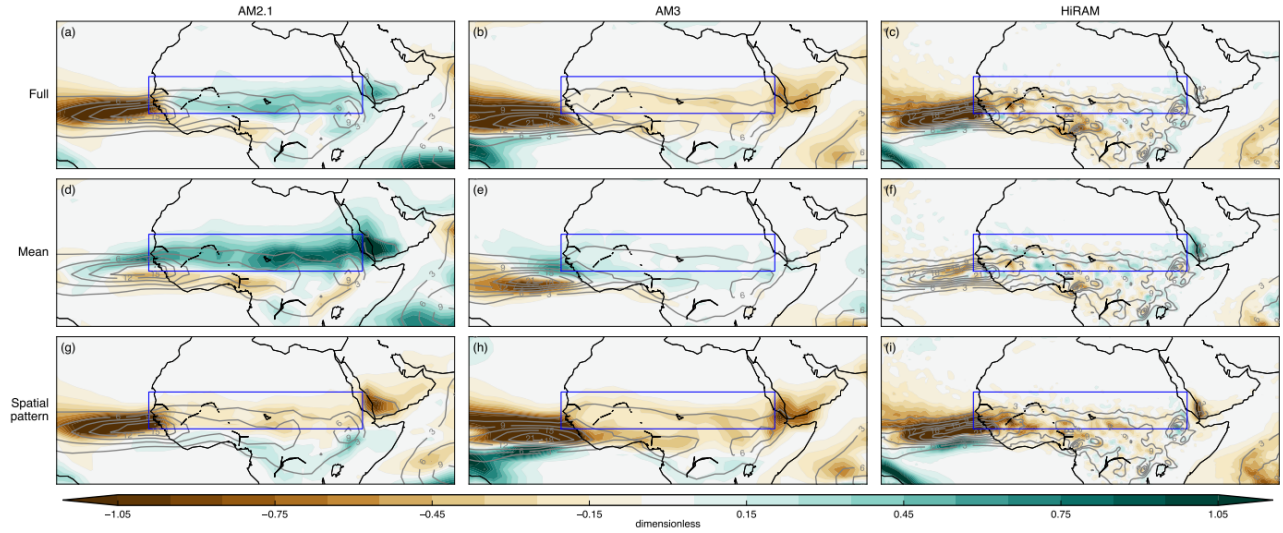 AM2.1 AM3 HiRAM
(a) (b) (c)
Full
(d) (e) (f)
Mean
(g) (h) (i)
Spatial
pattern
−1.05 −0.75 −0.45 −0.15 0.15 0.45 0.75 1.05
dimensionless